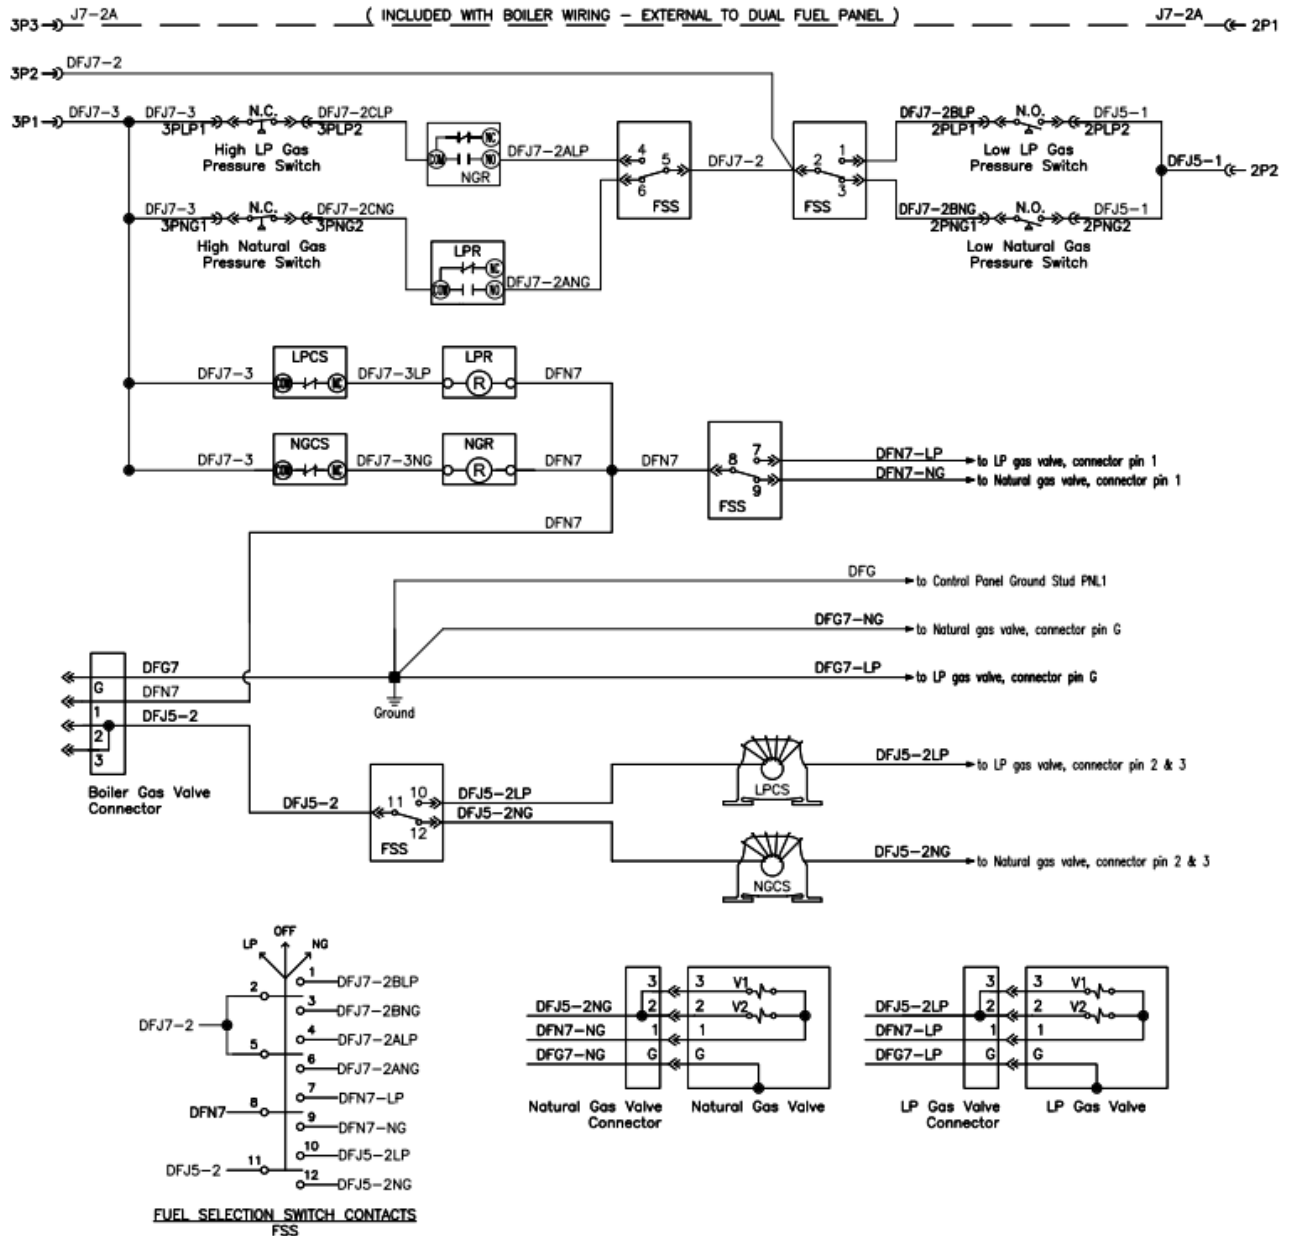 J7-2A ( INCLUDED WITH BOILER WIRING - EXTERNAL TO DUAL FUEL PANEL ) J7-2A
3P3 2P1
3P2 DFJ7-2
3P1 DFJ7-3 DFJ7-3 N.C. DFJ7-2CLP
3PLP1 3PLP2
High LP Gas
Pressure Switch
COM NC NO
NGR
DFJ7-2ALP
4 5 6
FSS
DFJ7-2
1 2 3
FSS
DFJ7-2BLP N.O. DFJ5-1
2PLP1 2PLP2
Low LP Gas
Pressure Switch
DFJ5-1 2P2
DFJ7-3 N.C. DFJ7-2CNG
3PNG1 3PNG2
High Natural Gas
Pressure Switch
LPR
COM NC NO
DFJ7-2ANG
DFJ7-2BNG N.O. DFJ5-1
2PNG1 2PNG2
Low Natural Gas
Pressure Switch
LPCS LPR
DFJ7-3 COM NC DFJ7-3LP R DFN7
NGCS NGR
DFJ7-3 COM NC DFJ7-3NG R DFN7 DFN7
7 8 9
FSS
DFN7-LP to LP gas valve, connector pin 1
DFN7-NG to Natural gas valve, connector pin 1
DFN7
DFG to Control Panel Ground Stud PNL1
DFG7-NG to Natural gas valve, connector pin G
DFG7 DFG7-LP to LP gas valve, connector pin G
G DFN7
Ground
1 DFJ5-2
2
3
Boiler Gas Valve
Connector
DFJ5-2
10 11 12
FSS
DFJ5-2LP
DFJ5-2NG
LPCS
DFJ5-2LP to LP gas valve, connector pin 2 & 3
NGCS
DFJ5-2NG to Natural gas valve, connector pin 2 & 3
LP OFF NG
2 1 DFJ7-2BLP
3 DFJ7-2BNG
DFJ7-2
4 DFJ7-2ALP
5
6 DFJ7-2ANG
7 DFN7-LP
DFN7 8
9 DFN7-NG
10 DFJ5-2LP
DFJ5-2 11
12 DFJ5-2NG
FUEL SELECTION SWITCH CONTACTS
FSS
3 3 V1
DFJ5-2NG 2 2 V2
DFN7-NG 1 1
DFG7-NG G G
Natural Gas Valve
Connector
Natural Gas Valve
3 3 V1
DFJ5-2LP 2 2 V2
DFN7-LP 1 1
DFG7-LP G G
LP Gas Valve
Connector
LP Gas Valve